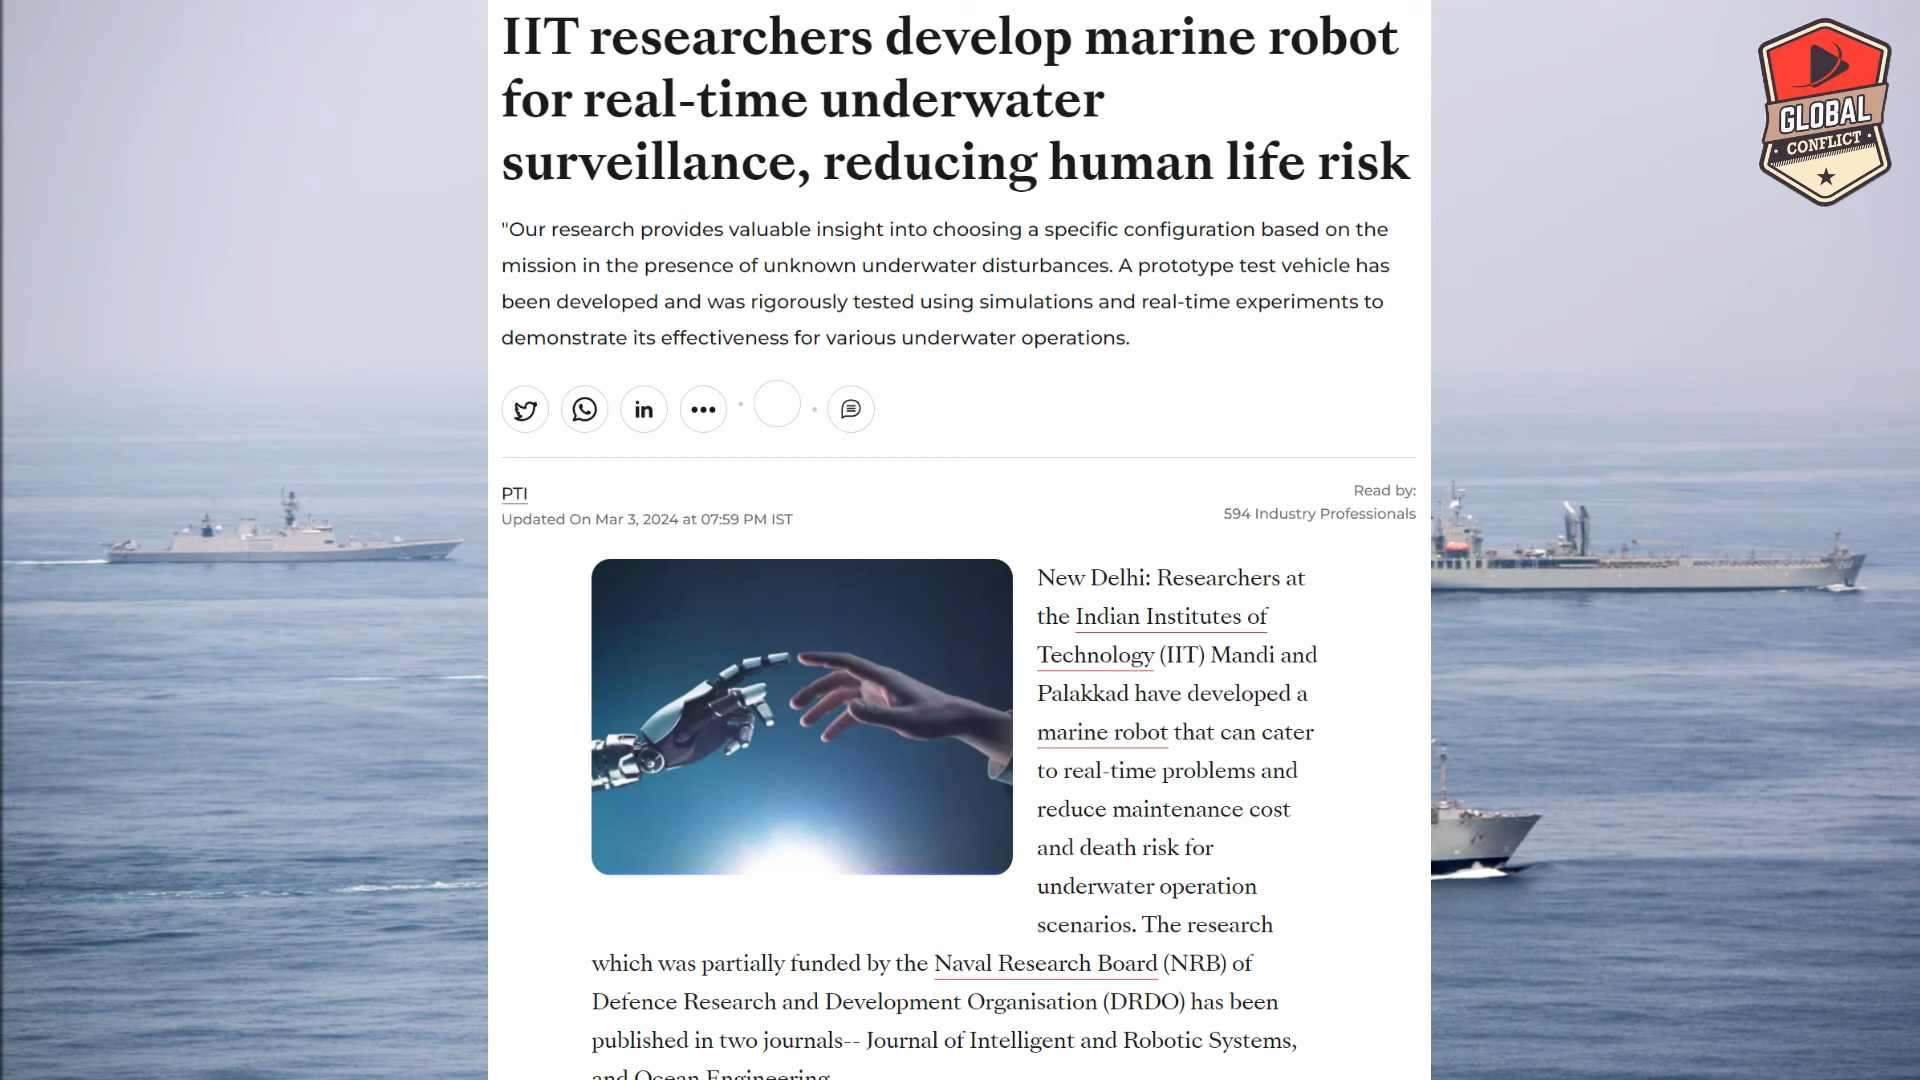 IIT researchers develop marine robot
for real-time underwater
surveillance, reducing human life risk
GLOBAL
· CONFLICT ·
"Our research provides valuable insight into choosing a specific configuration based on the
mission in the presence of unknown underwater disturbances. A prototype test vehicle has
been developed and was rigorously tested using simulations and real-time experiments to
demonstrate its effectiveness for various underwater operations.
in
PTI
Updated On Mar 3, 2024 at 07:59 PM IST
Read by:
594 Industry Professionals
New Delhi: Researchers at
the Indian Institutes of
Technology (IIT) Mandi and
Palakkad have developed a
marine robot that can cater
to real-time problems and
reduce maintenance cost
and death risk for
underwater operation
scenarios. The research
which was partially funded by the Naval Research Board (NRB) of
Defence Research and Development Organisation (DRDO) has been
published in two journals-- Journal of Intelligent and Robotic Systems,
and Ocean Engineering